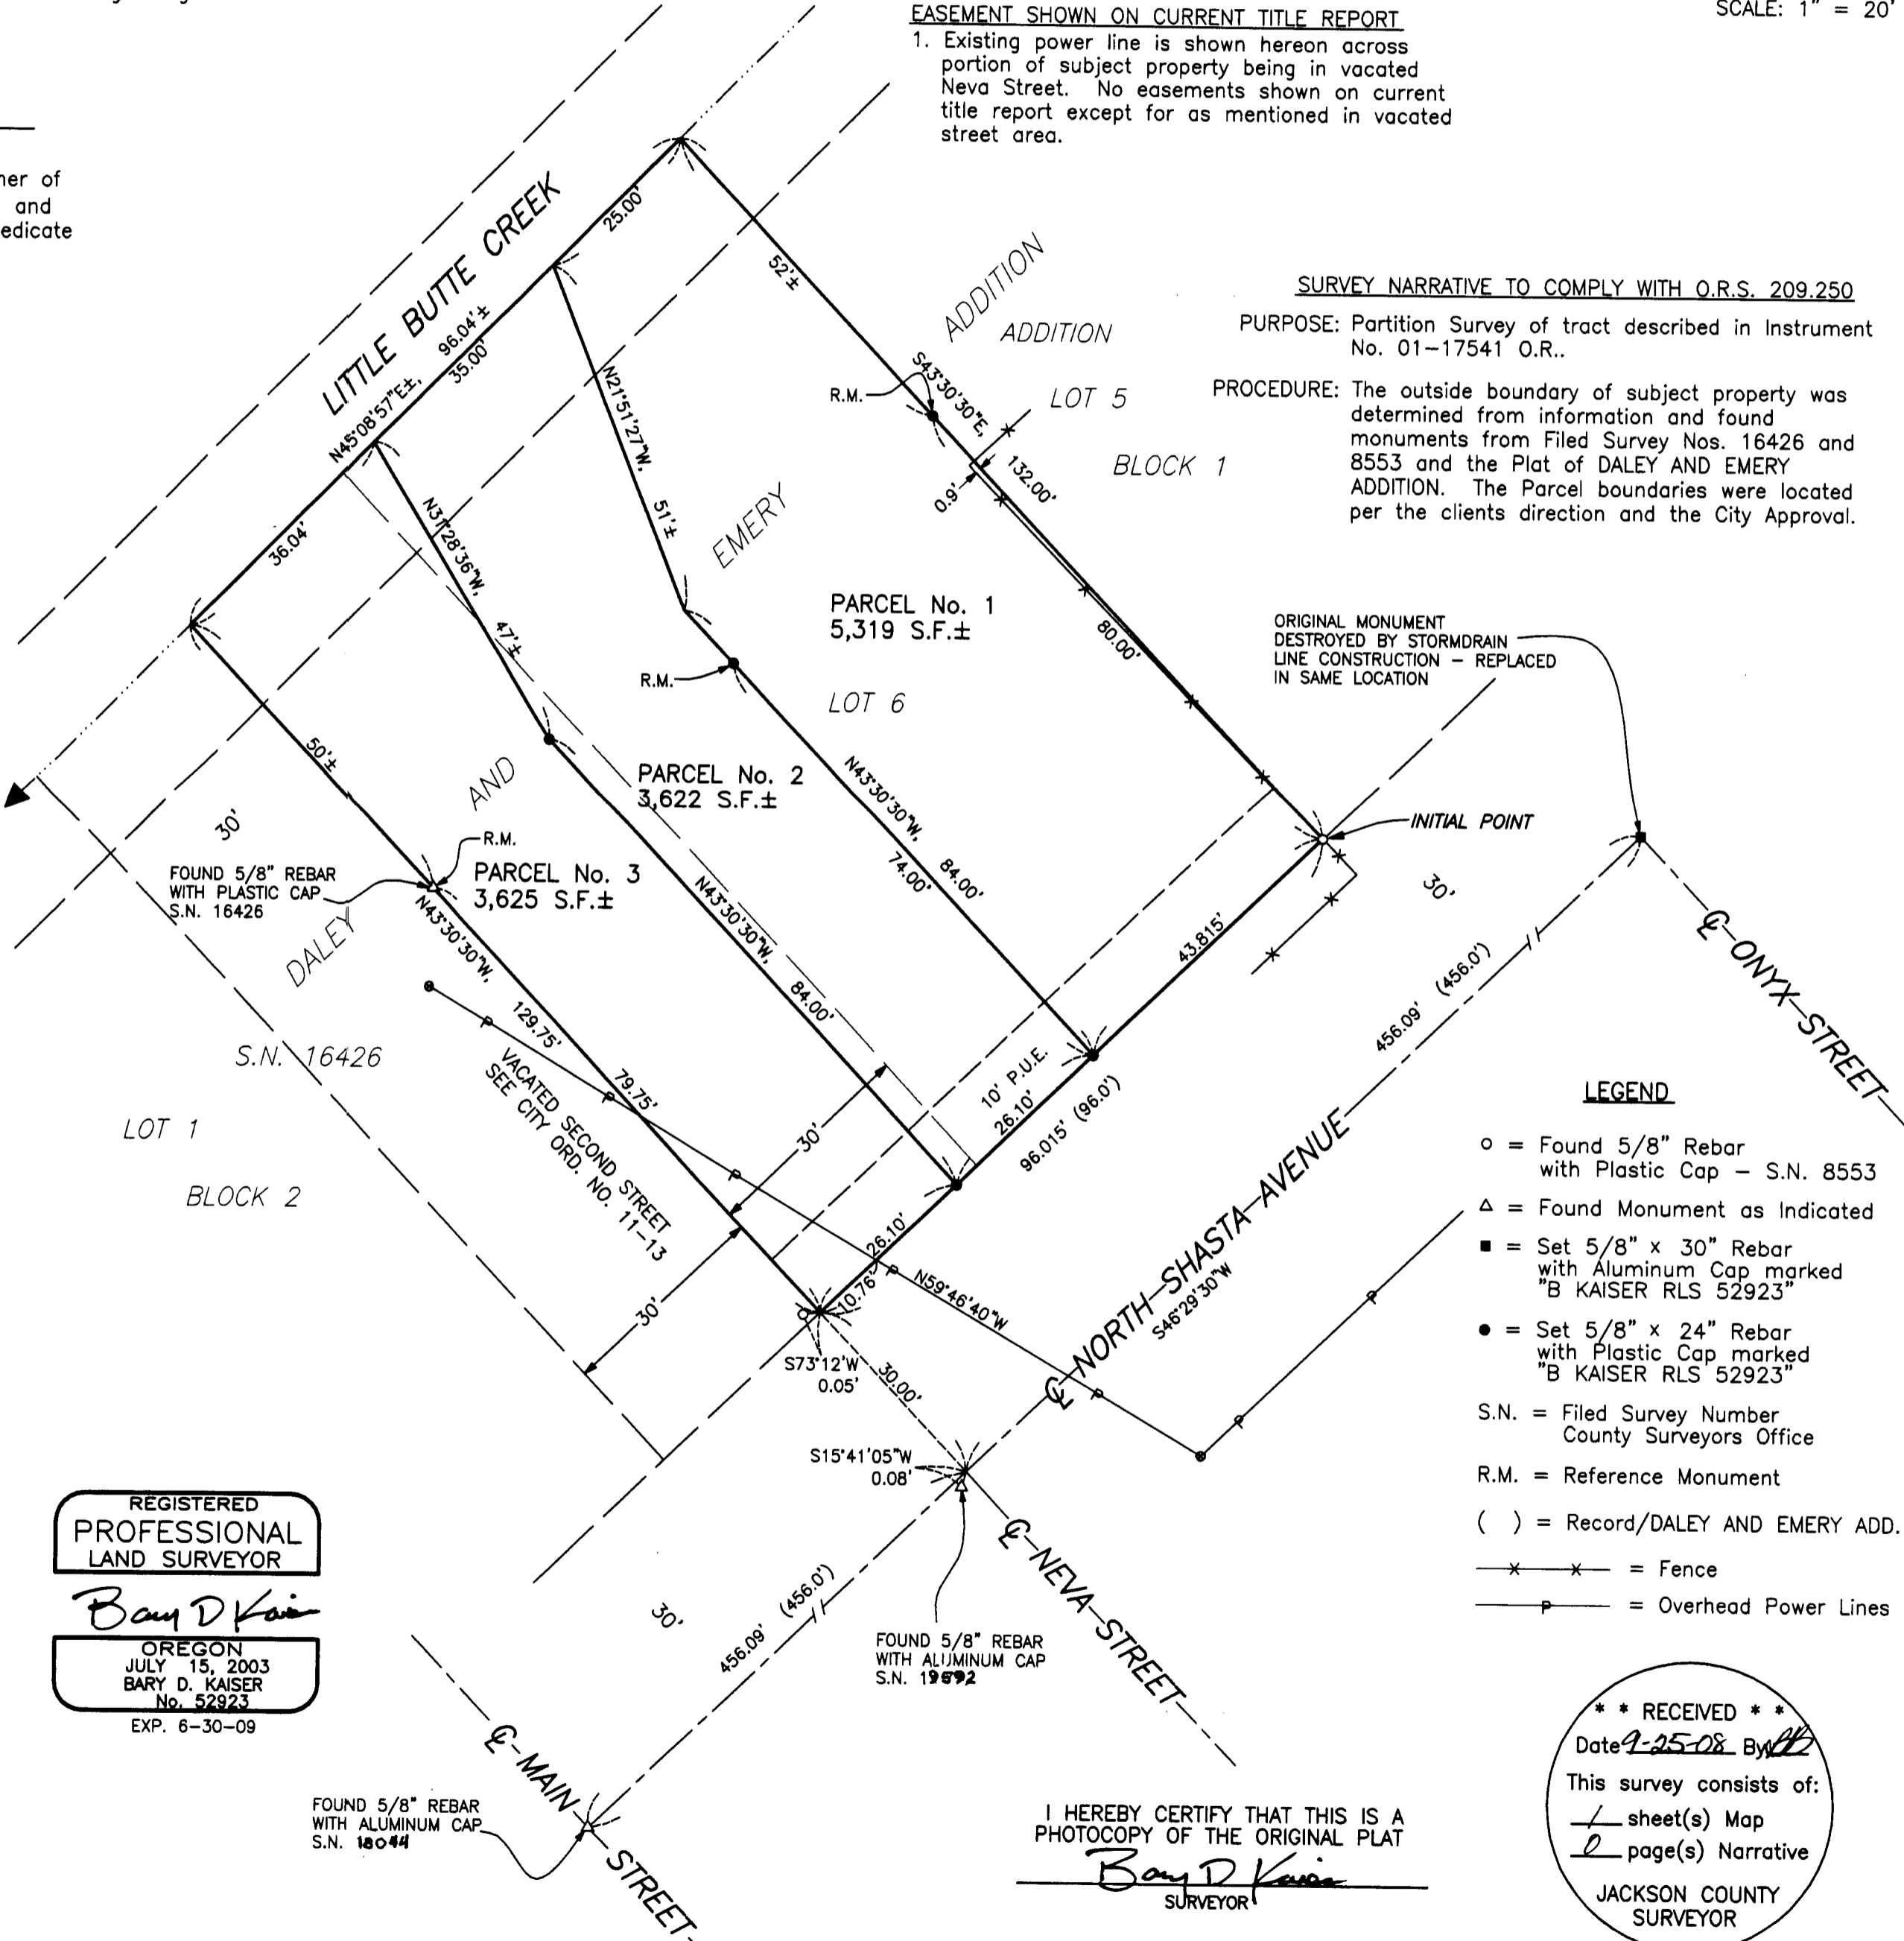 EASEMENT SHOWN ON CURRENT TITLE REPORT
1. Existing power line is shown hereon across
portion of subject property being in vacated
Neva Street. No easements shown on current
title report except for as mentioned in vacated
street area.
SCALE: 1" = 20'
ner of
and
edicate
SURVEY NARRATIVE TO COMPLY WITH O.R.S. 209.250
PURPOSE: Partition Survey of tract described in Instrument
No. 01-17541 O.R..
PROCEDURE: The outside boundary of subject property was
determined from information and found
monuments from Filed Survey Nos. 16426 and
8553 and the Plat of DALEY AND EMERY
ADDITION. The Parcel boundaries were located
per the clients direction and the City Approval.
LITTLE BUTTE CREEK
N45°08'57"E±, 96.04'±
25.00'
35.00'
36.04'
52'±
S43°30'30"E, 132.00'
R.M.
0.9'
80.00'
ADDITION
ADDITION
LOT 5
BLOCK 1
N21°51'27"W, 51'±
EMERY
N31°28'36"W, 47'±
PARCEL No. 1
5,319 S.F.±
R.M.
LOT 6
ORIGINAL MONUMENT
DESTROYED BY STORMDRAIN
LINE CONSTRUCTION - REPLACED
IN SAME LOCATION
INITIAL POINT
50'±
AND
PARCEL No. 2
3,622 S.F.±
N43°30'30"W, 84.00'
74.00'
30'
R.M.
FOUND 5/8" REBAR
WITH PLASTIC CAP
S.N. 16426
PARCEL No. 3
3,625 S.F.±
DALEY
N43°30'30"W, 129.75'
79.75'
N43°30'30"W, 84.00'
VACATED SECOND STREET
SEE CITY ORD. NO. 11-13
S.N. 16426
LOT 1
BLOCK 2
30'
30'
10' P.U.E.
43.815'
26.10'
96.015' (96.0')
26.10'
10.76'
30'
℄ ONYX STREET
456.09' (456.0')
℄ NORTH SHASTA AVENUE
S46°29'30"W
N59°46'40"W
S73°12'W
0.05'
30.00'
S15°41'05"W
0.08'
℄ NEVA STREET
456.09' (456.0')
30'
FOUND 5/8" REBAR
WITH ALUMINUM CAP
S.N.
℄ MAIN STREET
FOUND 5/8" REBAR
WITH ALUMINUM CAP
S.N. 18044
LEGEND
○ = Found 5/8" Rebar
with Plastic Cap - S.N. 8553
△ = Found Monument as Indicated
■ = Set 5/8" x 30" Rebar
with Aluminum Cap marked
"B KAISER RLS 52923"
● = Set 5/8" x 24" Rebar
with Plastic Cap marked
"B KAISER RLS 52923"
S.N. = Filed Survey Number
County Surveyors Office
R.M. = Reference Monument
( ) = Record/DALEY AND EMERY ADD.
x x = Fence
P = Overhead Power Lines
REGISTERED
PROFESSIONAL
LAND SURVEYOR
Bary D Kaiser
OREGON
JULY 15, 2003
BARY D. KAISER
No. 52923
EXP. 6-30-09
I HEREBY CERTIFY THAT THIS IS A
PHOTOCOPY OF THE ORIGINAL PLAT
Bary D Kaiser
SURVEYOR
* * RECEIVED * *
Date 9-25-08 By
This survey consists of:
1 sheet(s) Map
0 page(s) Narrative
JACKSON COUNTY
SURVEYOR